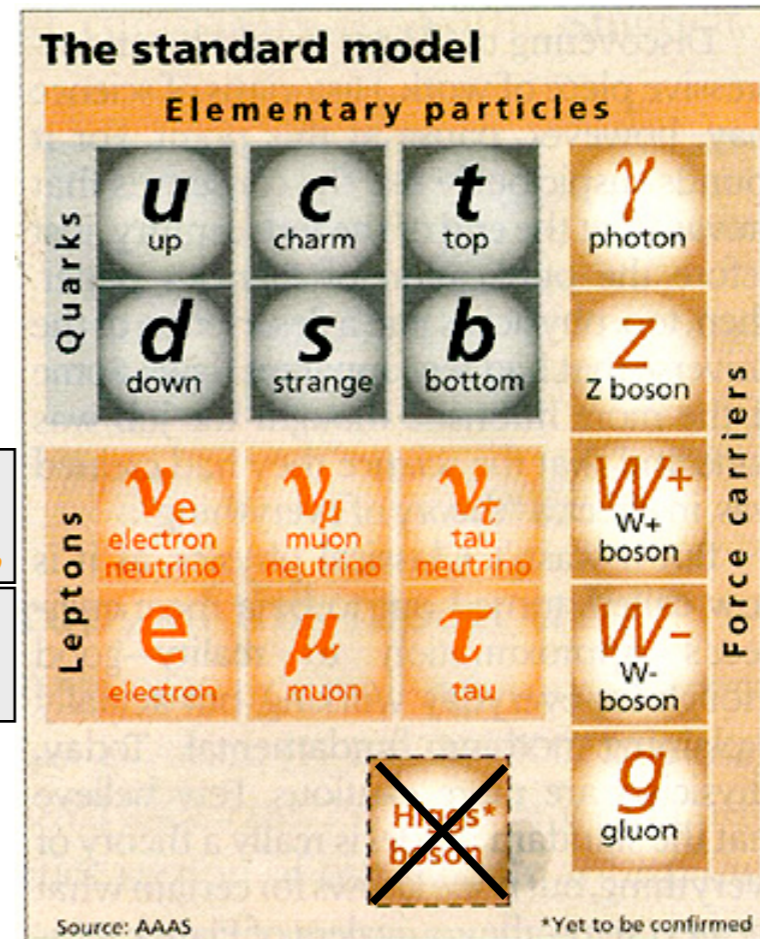 The standard model
Elementary particles
Quarks
u
up
c
charm
t
top
γ
photon
d
down
s
strange
b
bottom
Z
Z boson
Force carriers
Leptons
νe
electron
neutrino
νμ
muon
neutrino
ντ
tau
neutrino
W+
W+
boson
e
electron
μ
muon
τ
tau
W-
W-
boson
Higgs*
boson
g
gluon
Source: AAAS
*Yet to be confirmed